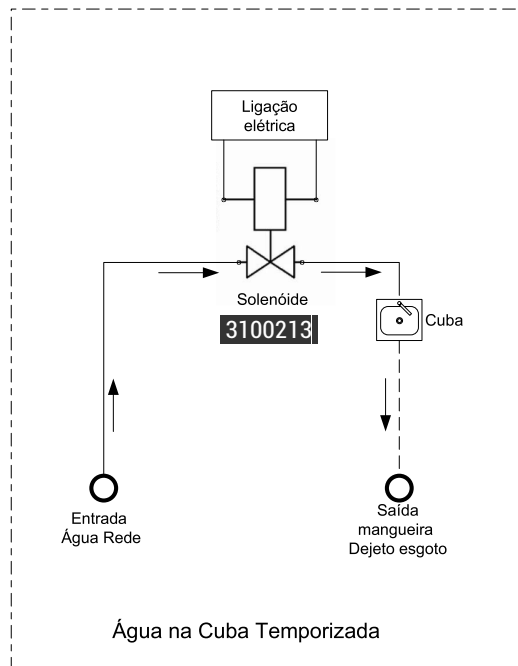 Ligação
elétrica
Solenóide
3100213
Cuba
Entrada
Água Rede
Saída
mangueira
Dejeto esgoto
Água na Cuba Temporizada